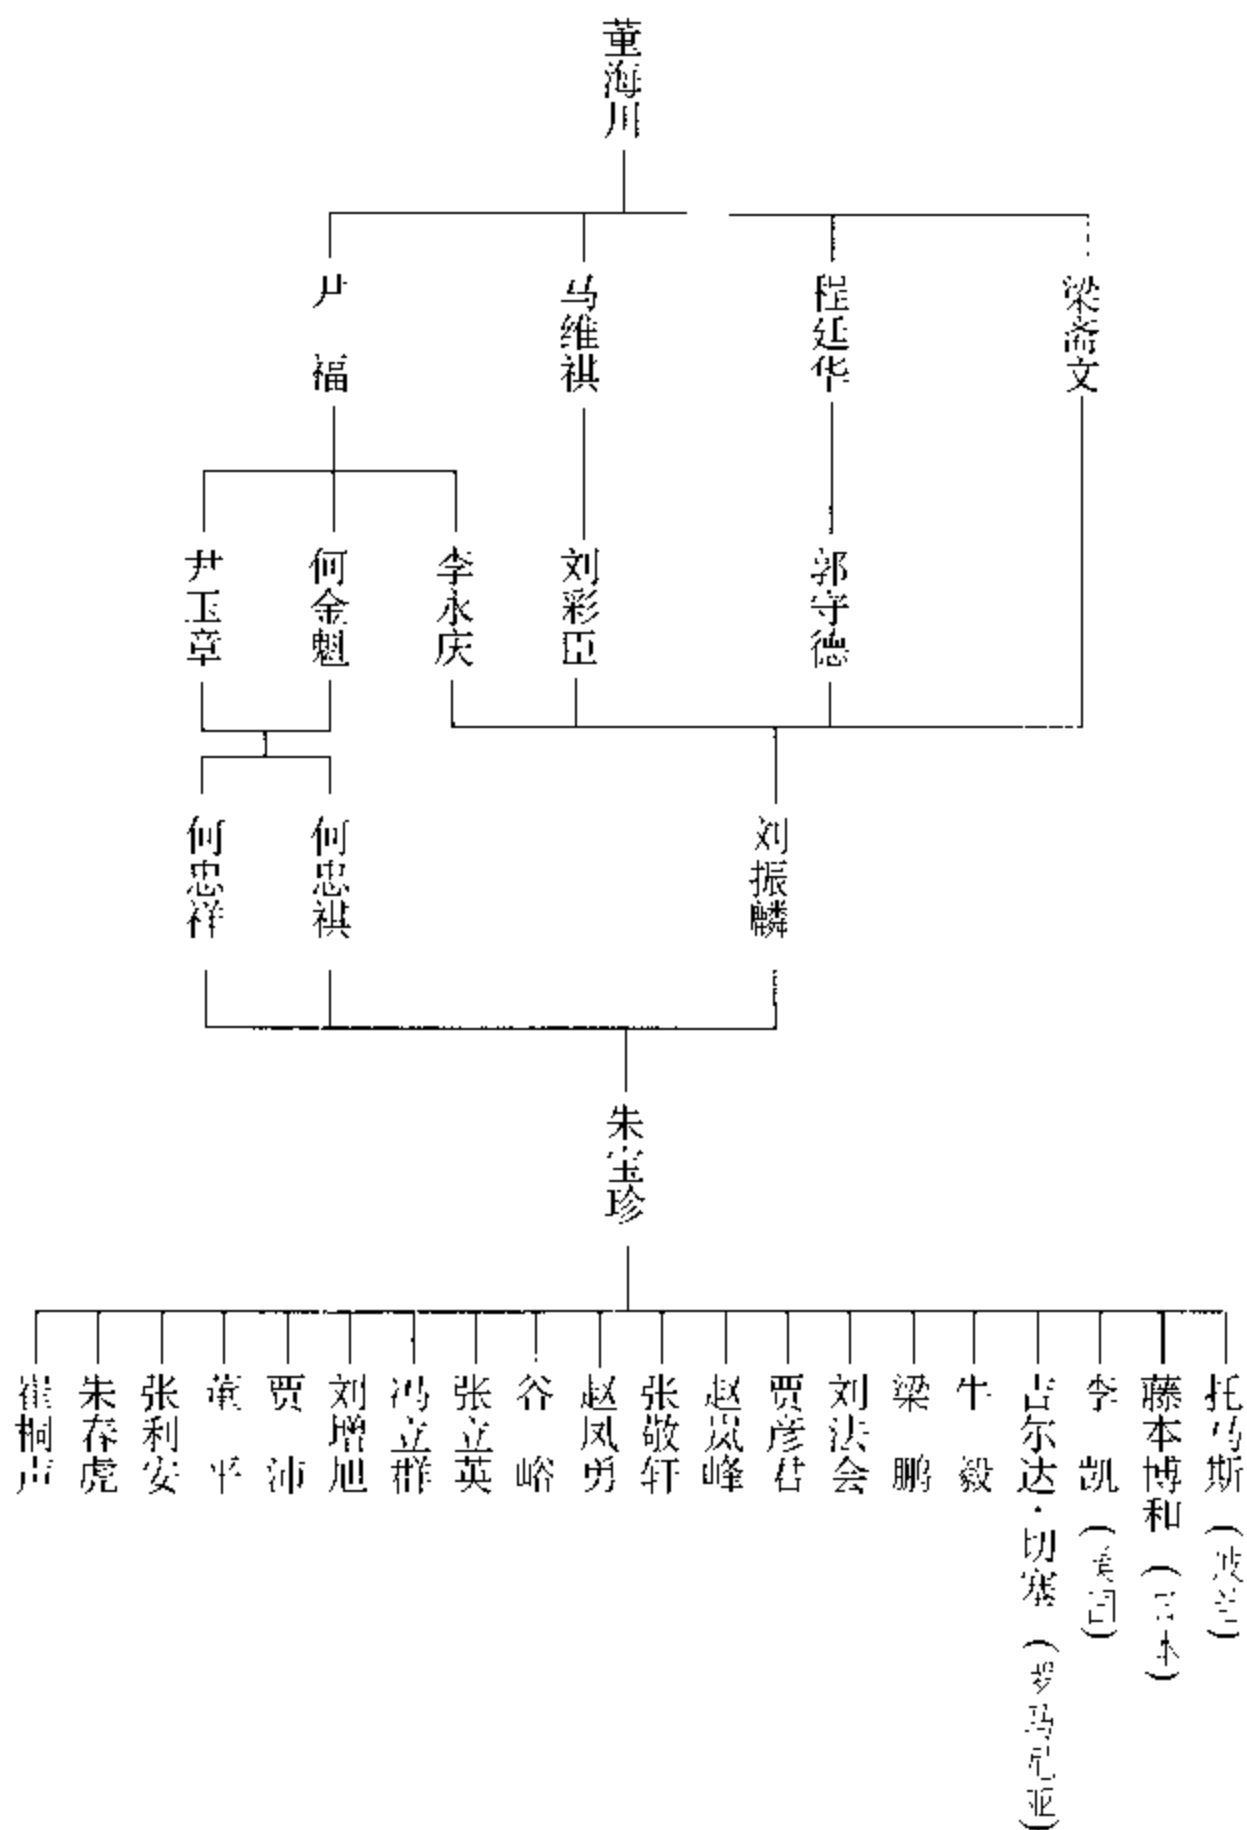 董海川
尹福
马维祺
程廷华
梁斋文
尹玉章
何金魁
李永庆
刘彩臣
郭守德
何忠祥
何忠祺
刘振麟
朱宝珍
崔桐声
朱春虎
张利安
董平
贾沛
刘增旭
冯立群
张立英
谷峪
赵凤勇
张敬轩
赵岚峰
贾彦君
刘法会
梁鹏
牛毅
吉尔达·切塞(罗马尼亚)
李凯(美国)
藤本博和(日本)
托马斯(波兰)